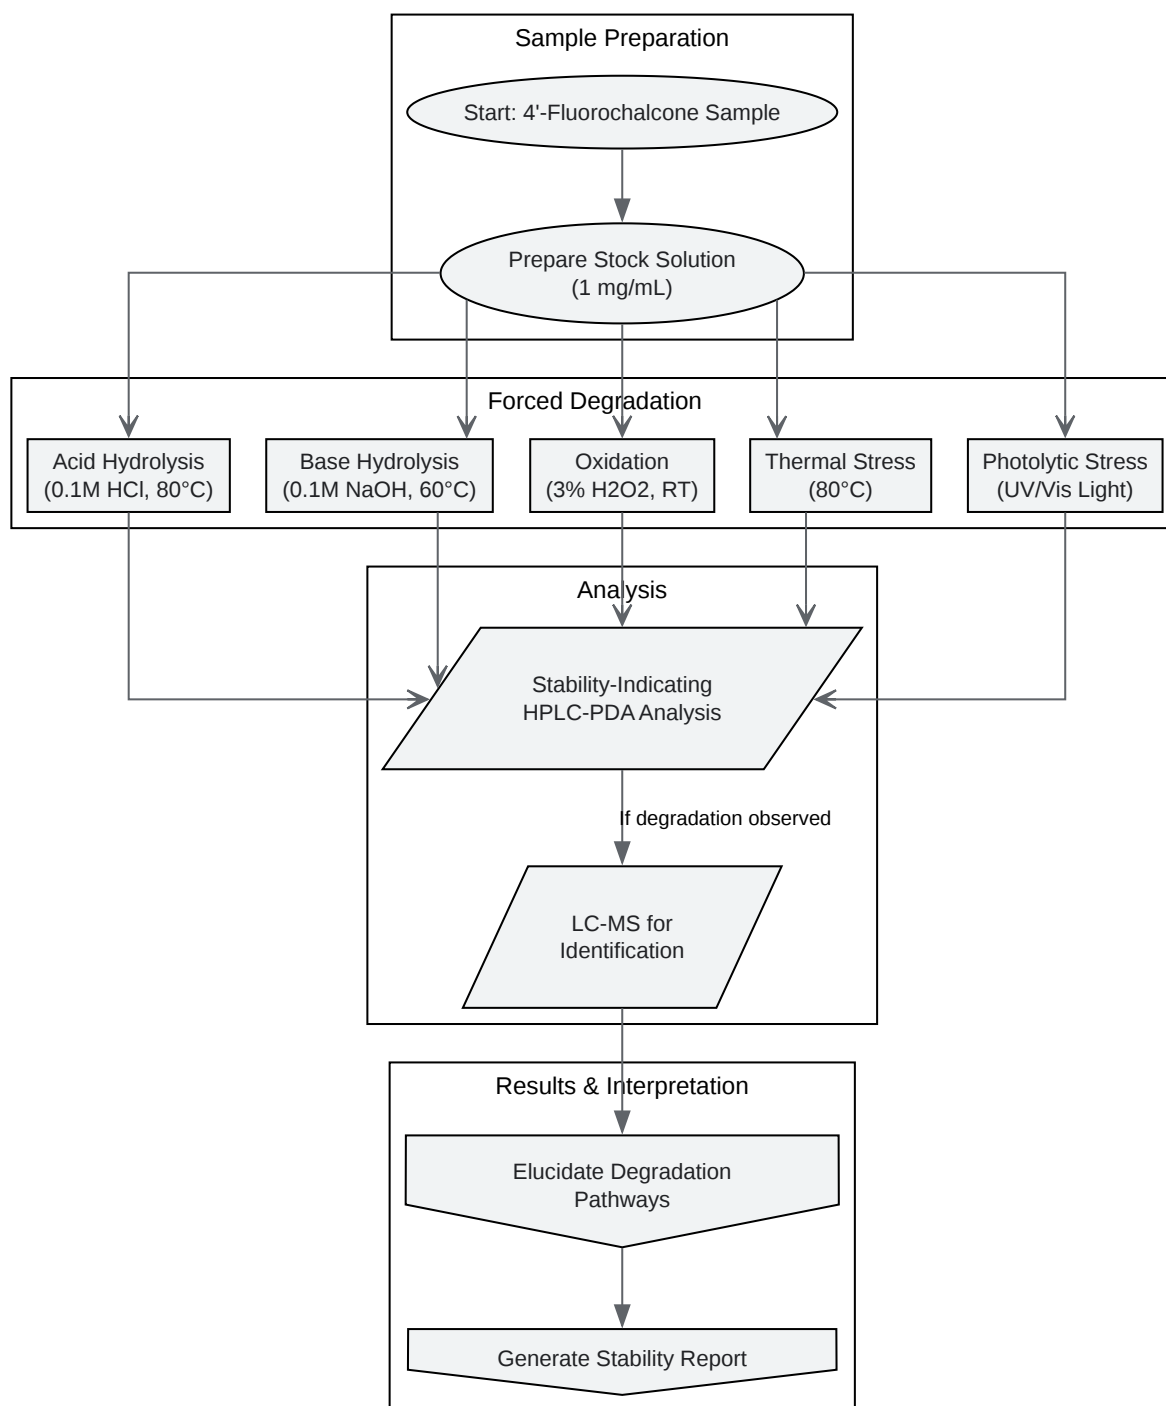 Sample Preparation
Start: 4'-Fluorochalcone Sample
Prepare Stock Solution
(1 mg/mL)
Forced Degradation
Acid Hydrolysis
(0.1M HCl, 80°C)
Base Hydrolysis
(0.1M NaOH, 60°C)
Oxidation
(3% H2O2, RT)
Thermal Stress
(80°C)
Photolytic Stress
(UV/Vis Light)
Analysis
Stability-Indicating
HPLC-PDA Analysis
If degradation observed
LC-MS for
Identification
Results & Interpretation
Elucidate Degradation
Pathways
Generate Stability Report